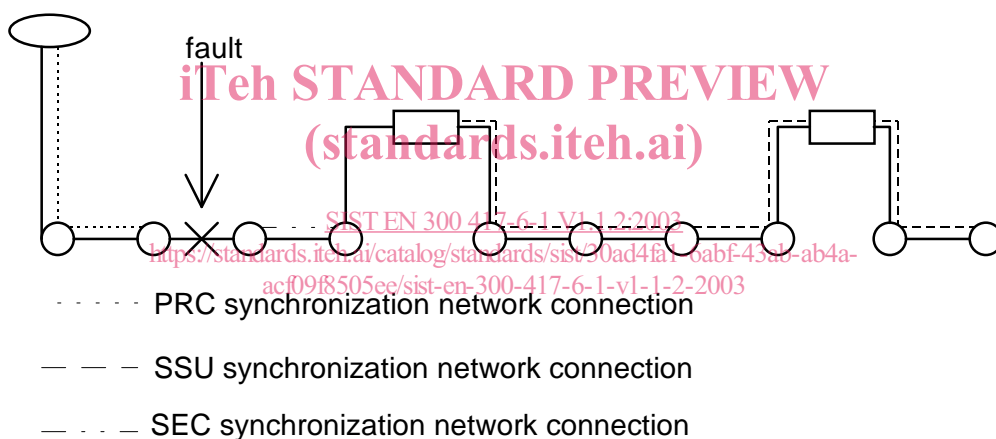 fault
iTeh STANDARD PREVIEW
(standards.iteh.ai)
SIST EN 300 417-6-1 V1.1.2:2003
https://standards.iteh.ai/catalog/standards/sist/30ad4fa1-6abf-43ab-ab4a-
acf09f8505ee/sist-en-300-417-6-1-v1-1-2-2003
PRC synchronization network connection
SSU synchronization network connection
SEC synchronization network connection